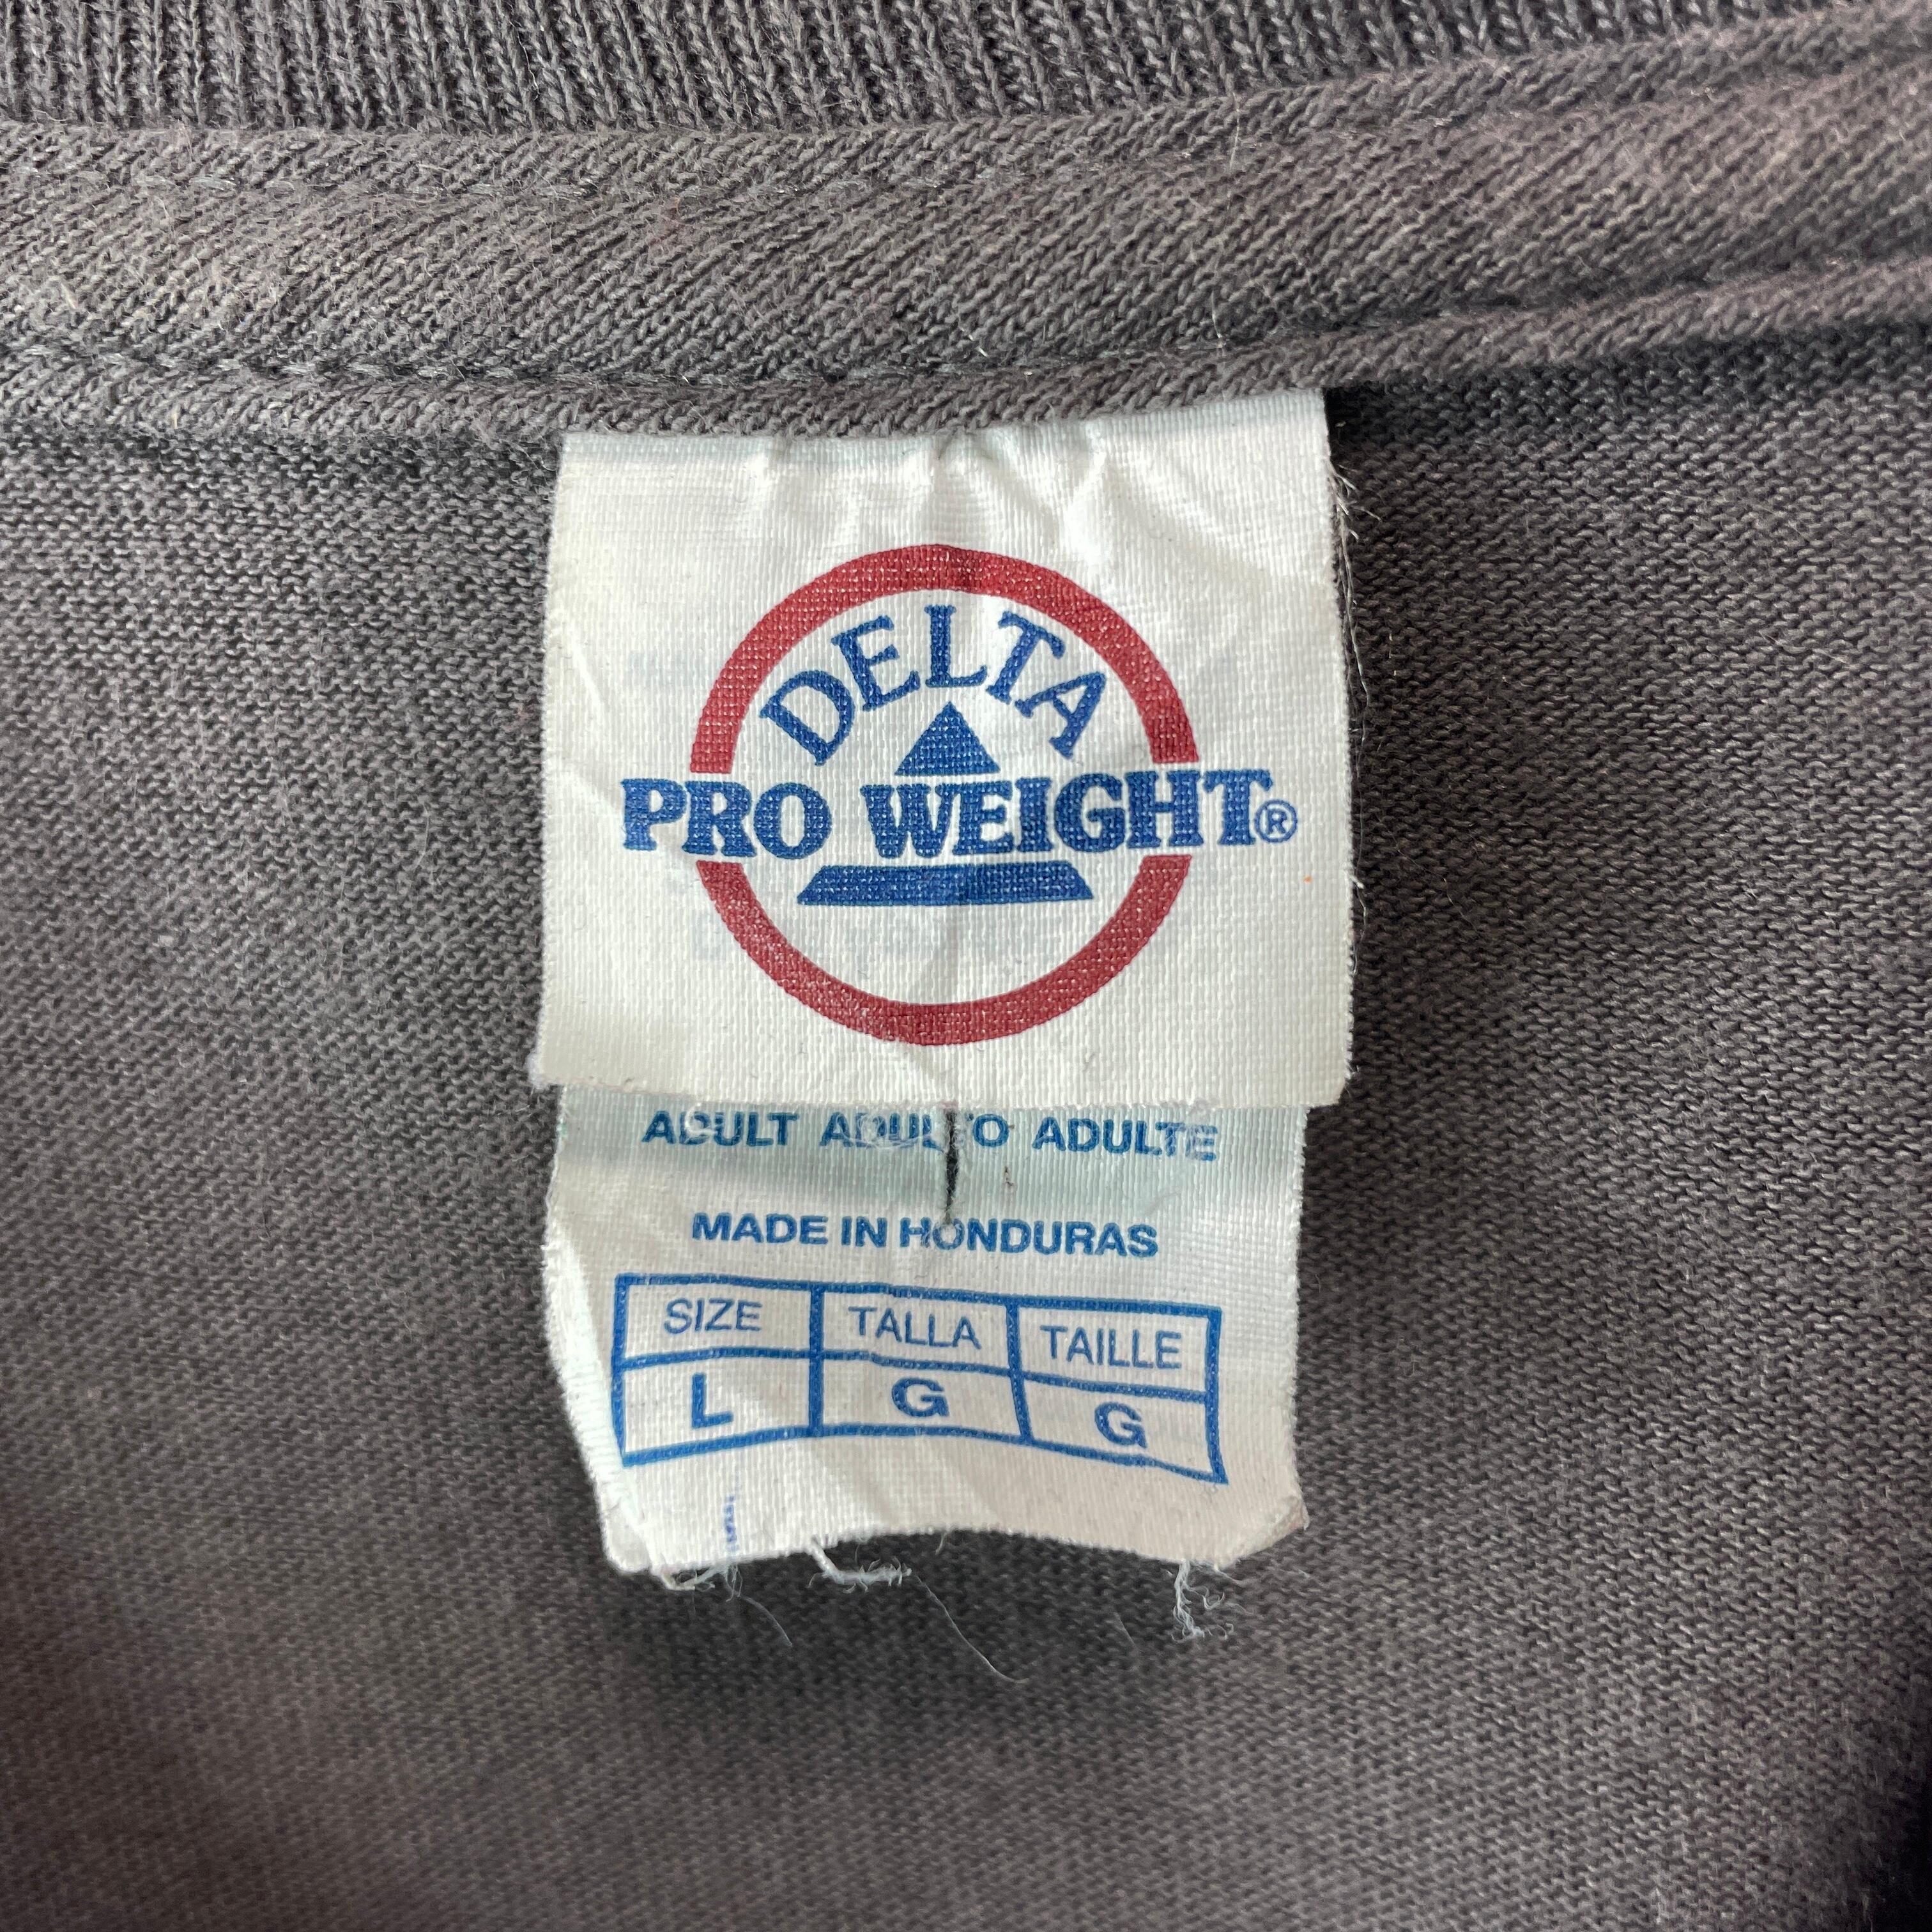 DELTA
PRO WEIGHT®
ADULT ADULTO ADULTE
MADE IN HONDURAS
SIZE TALLA TAILLE
L G G